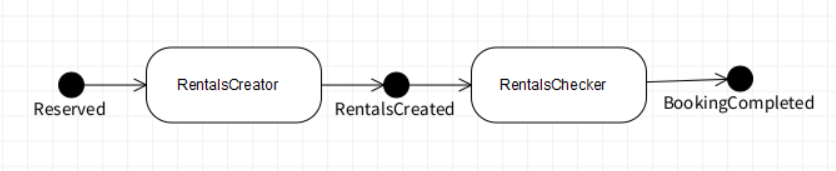 RentalsCreator
RentalsChecker
Reserved
RentalsCreated
BookingCompleted